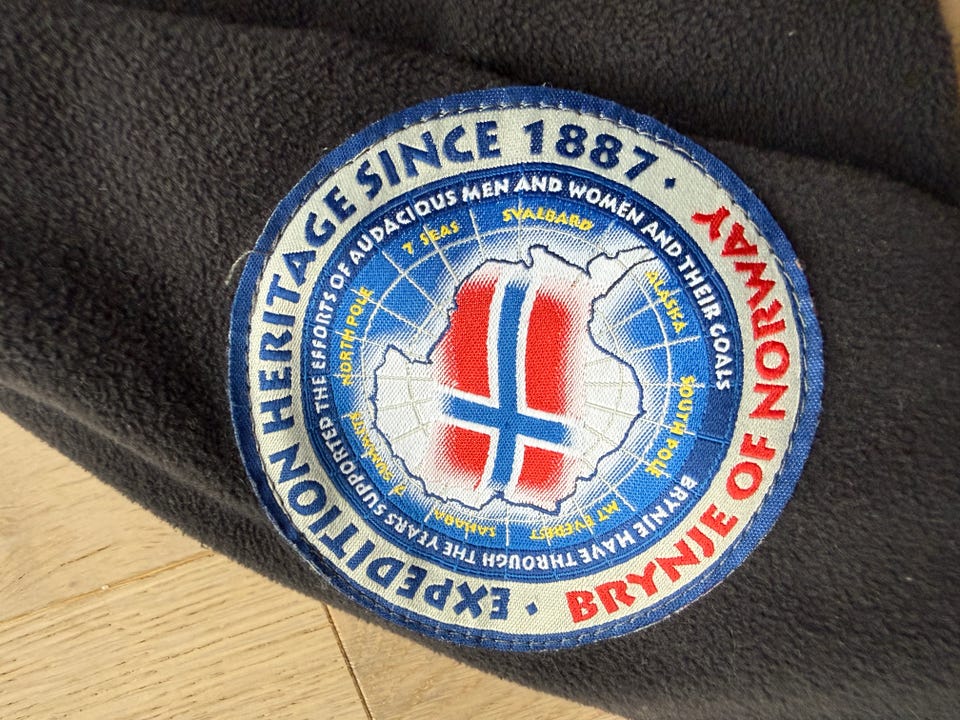 EXPEDITION HERITAGE SINCE 1887 •
BRYNJE OF NORWAY •
BRYNJE HAVE THROUGH THE YEARS SUPPORTED THE EFFORTS OF AUDACIOUS MEN AND WOMEN AND THEIR GOALS
NORTH POLE
7 SEAS
SVALBARD
ALASKA
SOUTH POLE
MT EVEREST
SAHARA